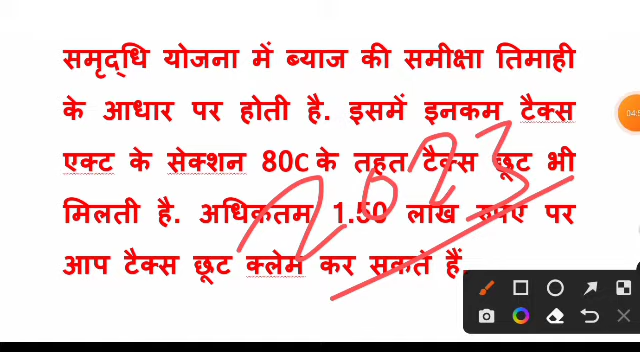 समृद्धि योजना में ब्याज की समीक्षा तिमाही
के आधार पर होती है. इसमें इनकम टैक्स
एक्ट के सेक्शन 80C के तहत टैक्स छूट भी
मिलती है. अधिकतम 1.50 लाख रुपए पर
आप टैक्स छूट क्लेम कर सकते हैं.
2023